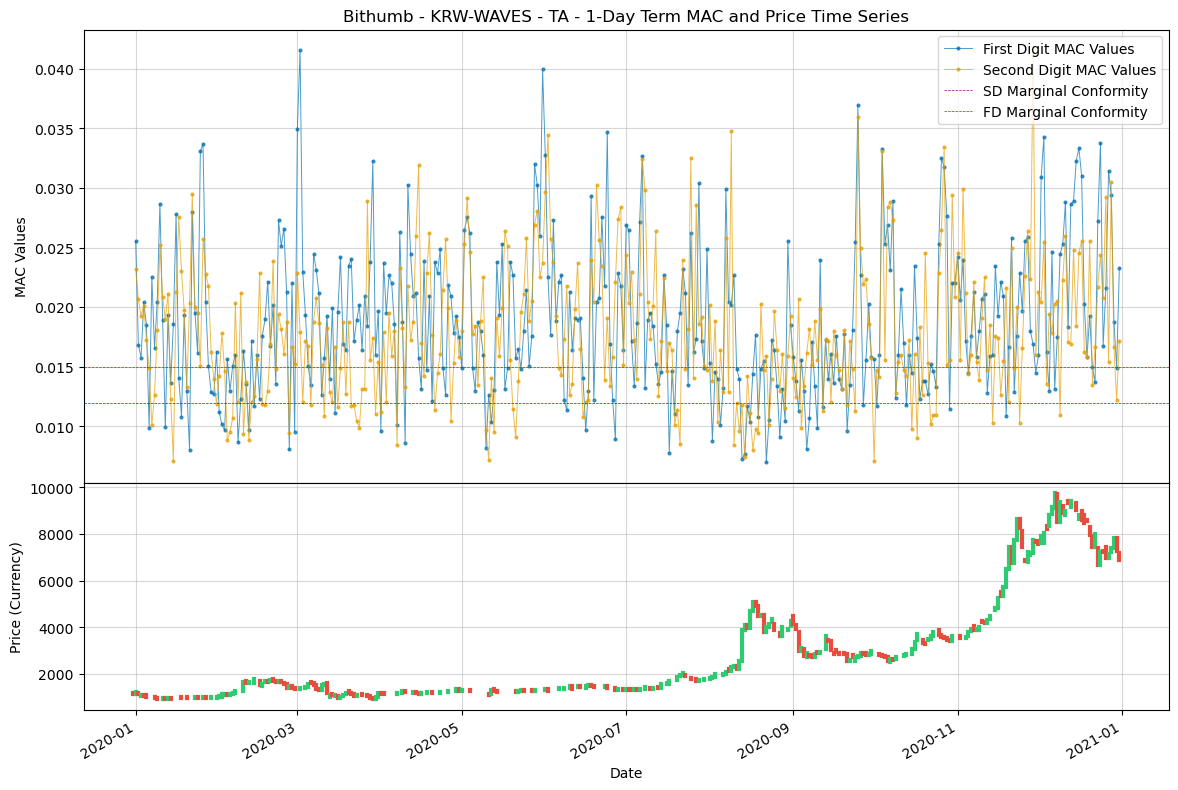 Bithumb - KRW-WAVES - TA - 1-Day Term MAC and Price Time Series
First Digit MAC Values
Second Digit MAC Values
SD Marginal Conformity
FD Marginal Conformity
MAC Values
0.040
0.035
0.030
0.025
0.020
0.015
0.010
Price (Currency)
10000
8000
6000
4000
2000
2020-01
2020-03
2020-05
2020-07
2020-09
2020-11
2021-01
Date